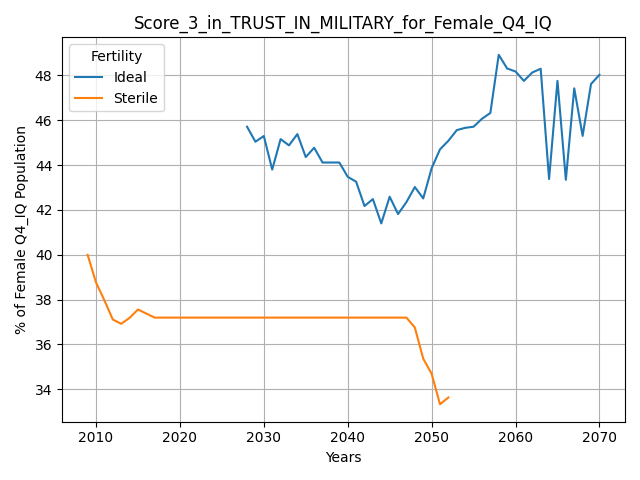 Score_3_in_TRUST_IN_MILITARY_for_Female_Q4_IQ
Fertility
Ideal
Sterile
% of Female Q4_IQ Population
48
46
44
42
40
38
36
34
2010
2020
2030
2040
2050
2060
2070
Years